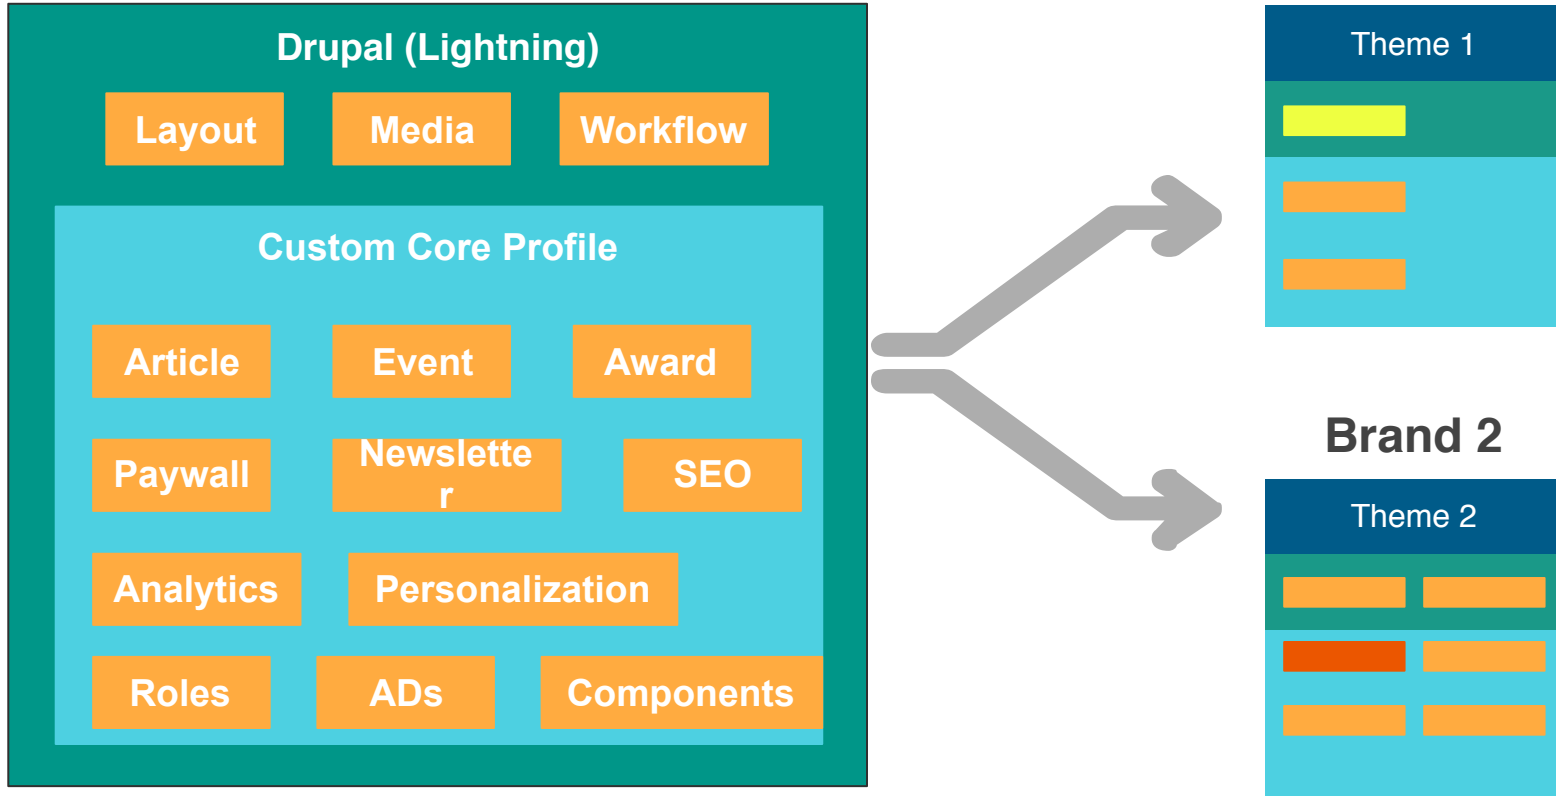 Drupal (Lightning)
Layout
Media
Workflow
Custom Core Profile
Article
Event
Award
Paywall
Newslette
r
SEO
Analytics
Personalization
Roles
ADs
Components
Theme 1
Brand 2
Theme 2